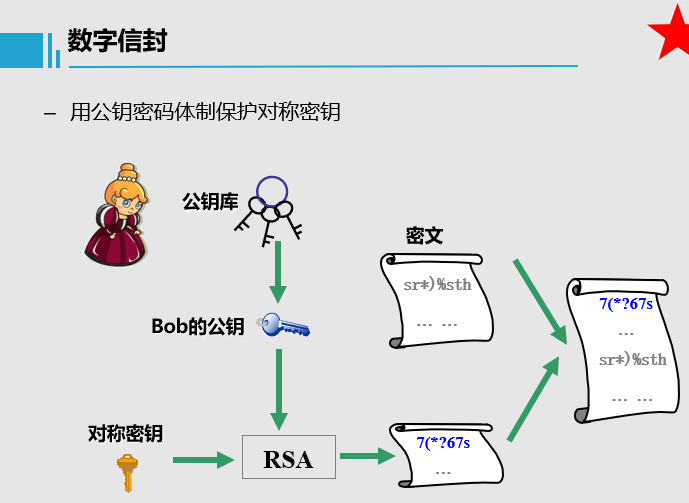 数字信封
– 用公钥密码体制保护对称密钥
公钥库
密文
sr*)%sth
… …
7(*?67s
…
sr*)%sth
… …
Bob的公钥
对称密钥
RSA
7(*?67s
…